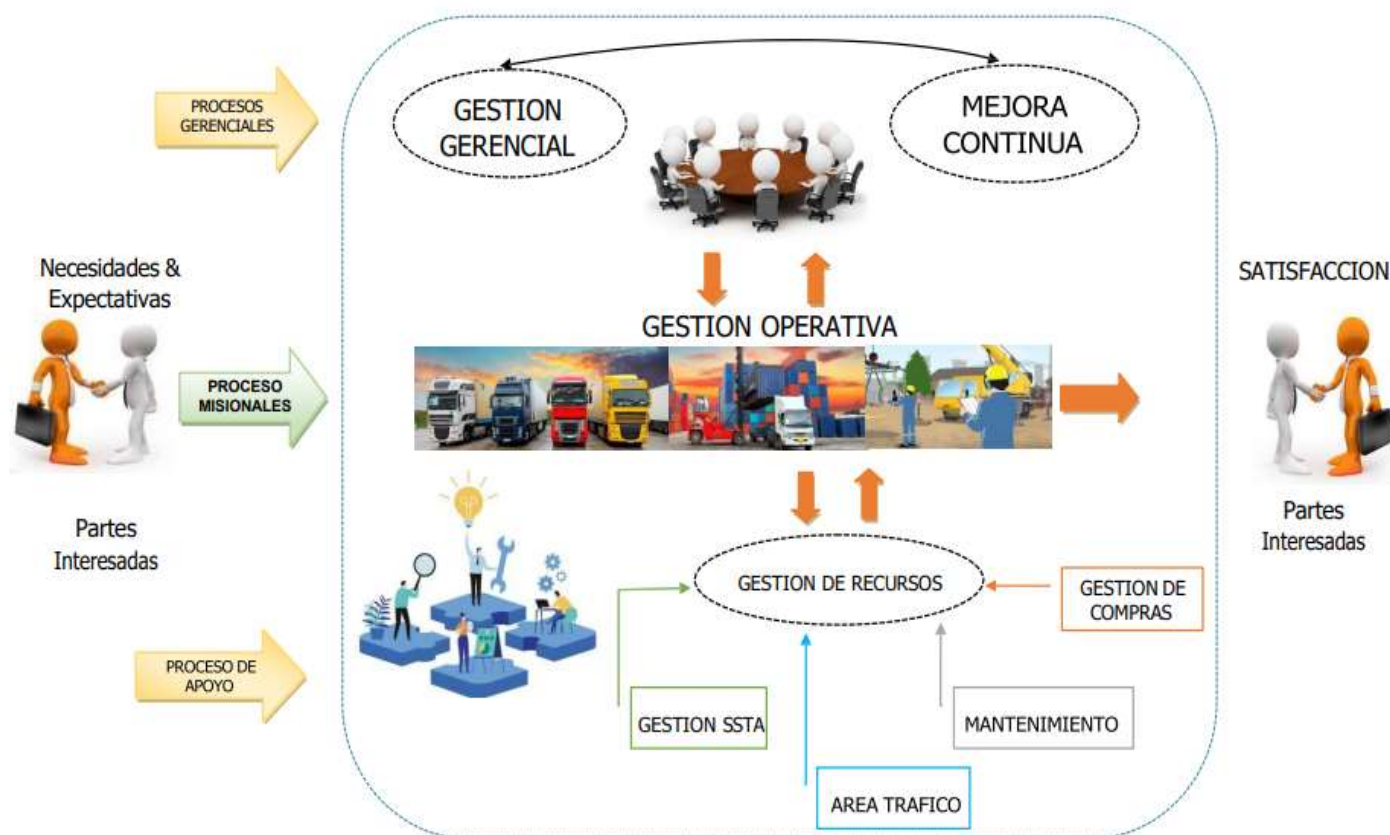 PROCESOS
GERENCIALES
GESTION
GERENCIAL
MEJORA
CONTINUA
Necesidades &
Expectativas
SATISFACCION
GESTION OPERATIVA
PROCESO
MISIONALES
Partes
Interesadas
Partes
Interesadas
GESTION DE RECURSOS
GESTION DE
COMPRAS
PROCESO DE
APOYO
GESTION SSTA
MANTENIMIENTO
AREA TRAFICO